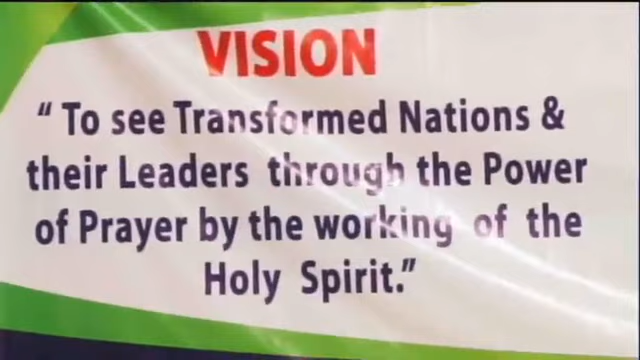 VISION
“ To see Transformed Nations &
their Leaders through the Power
of Prayer by the working of the
Holy Spirit.”